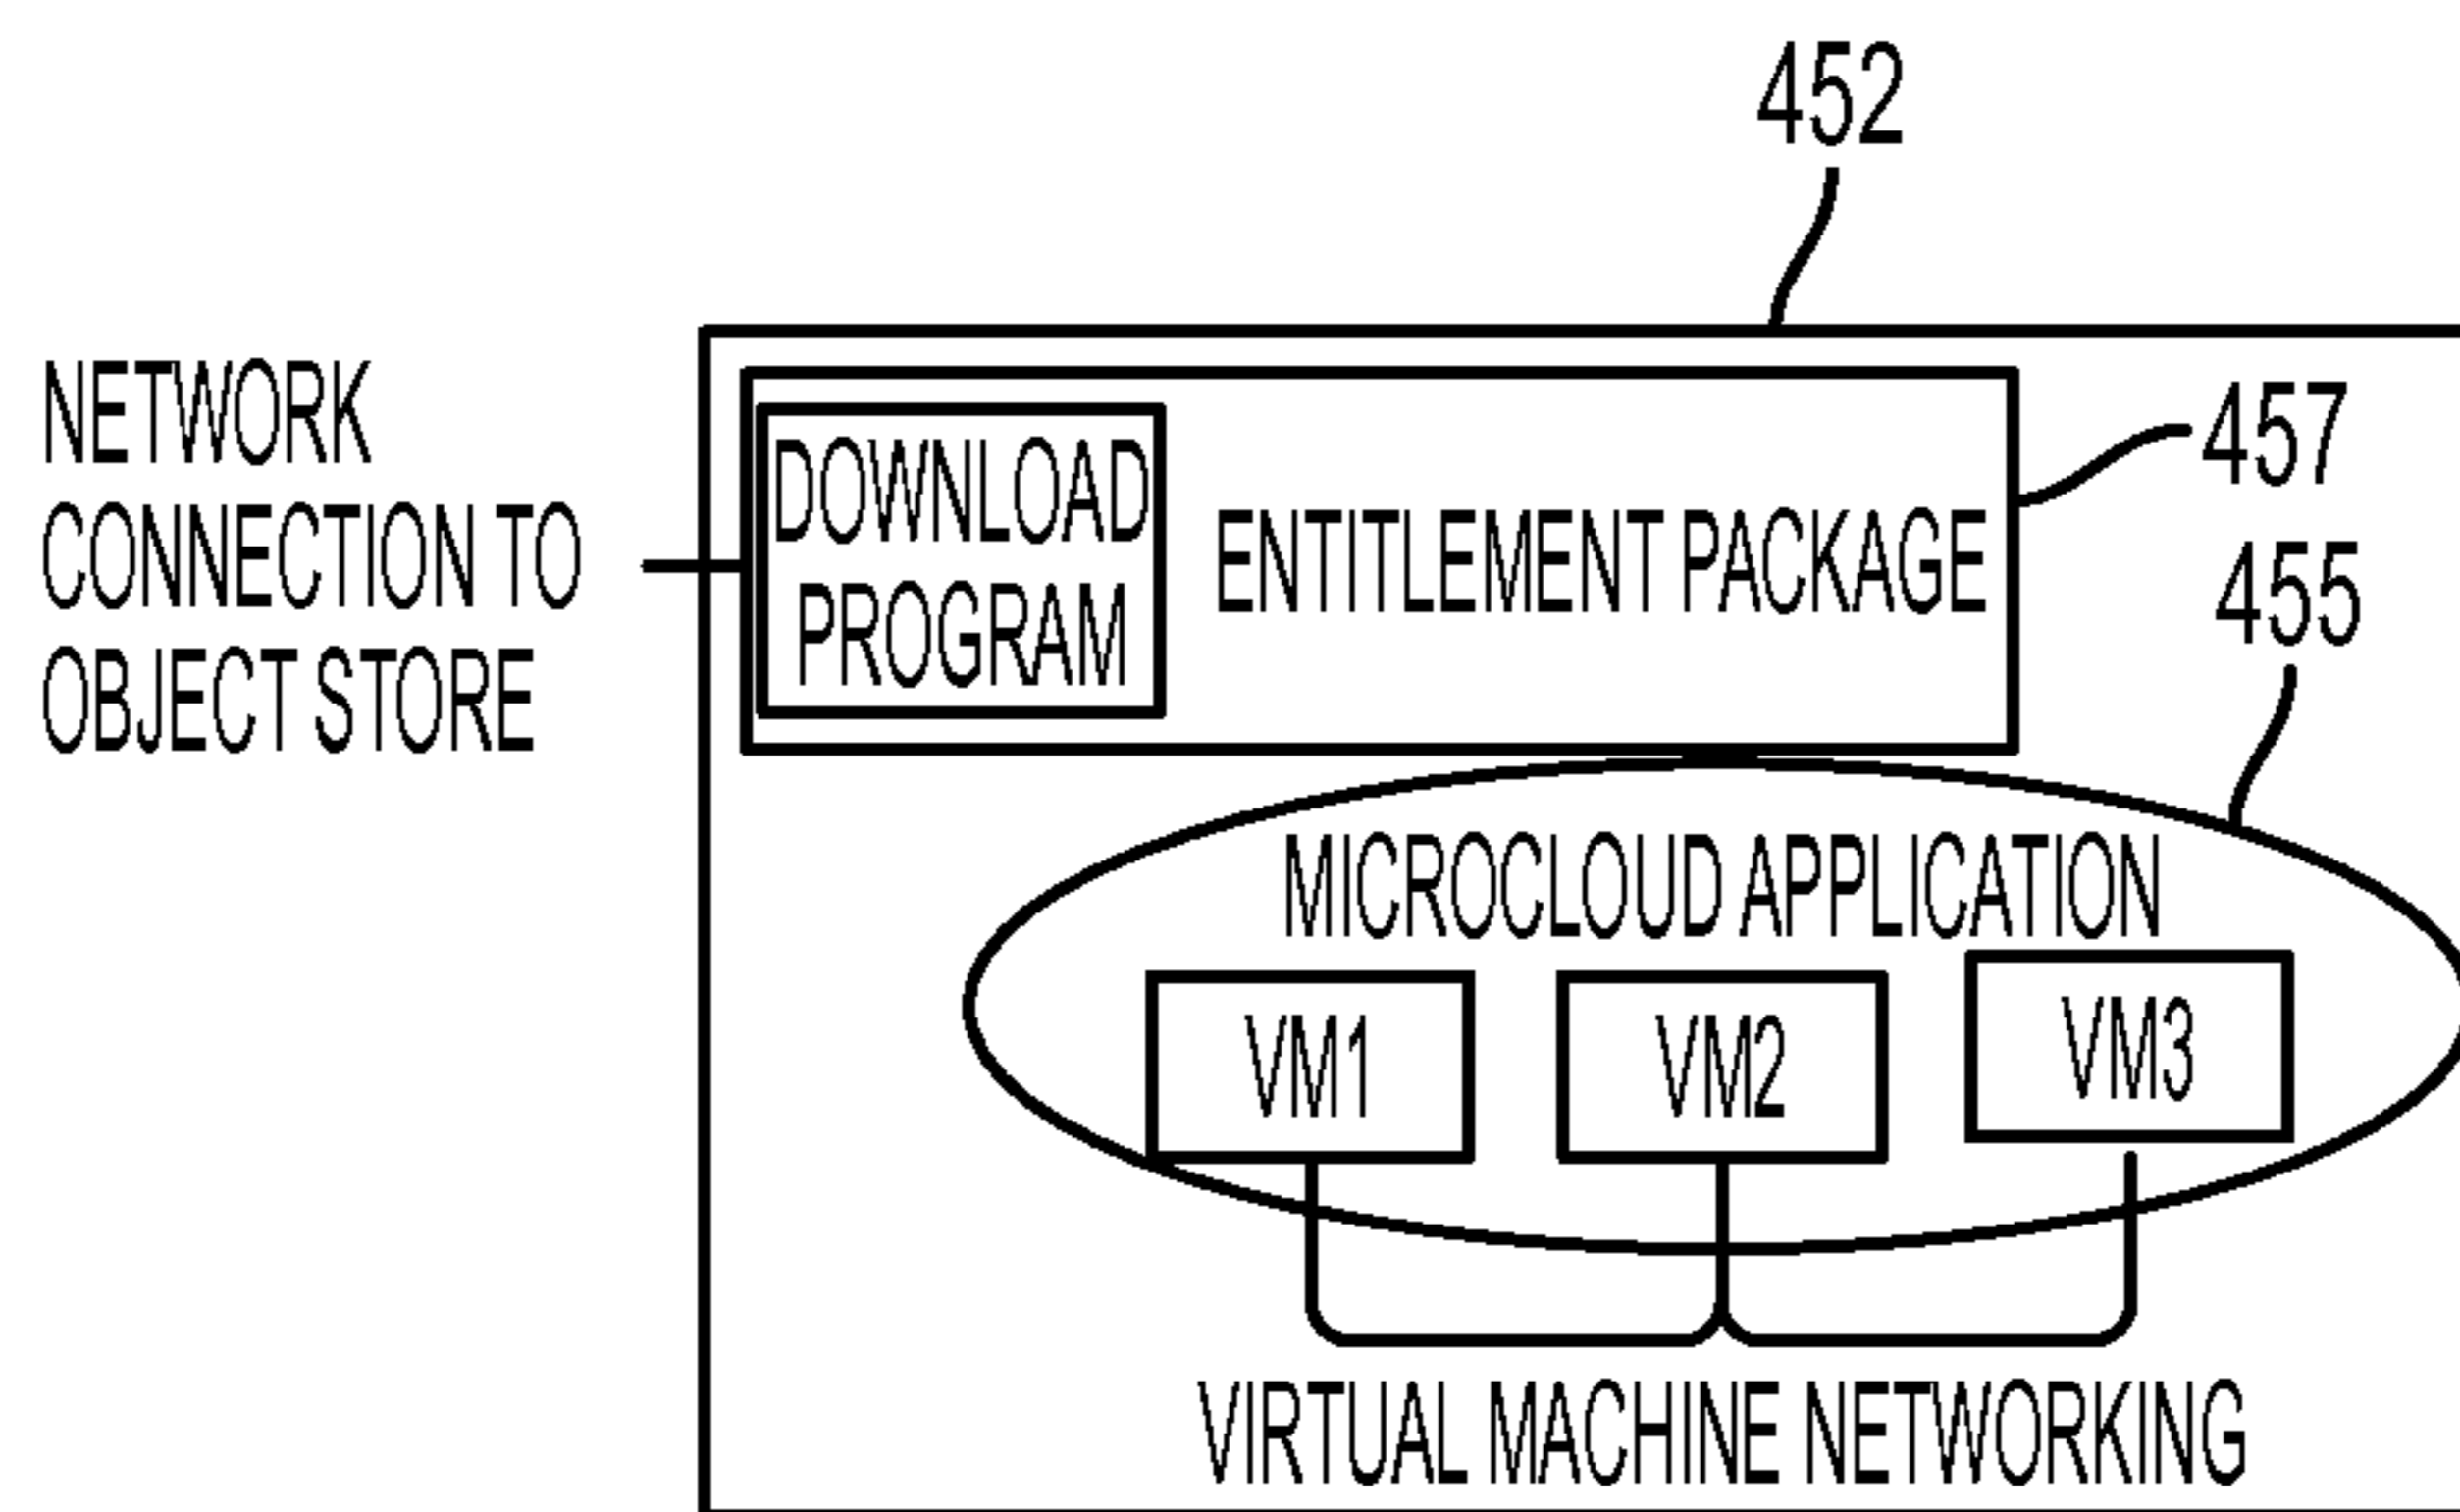 452
NETWORK
CONNECTION TO
OBJECT STORE
DOWNLOAD
PROGRAM
ENTITLEMENT PACKAGE
457
455
MICROCLOUD APPLICATION
VM1
VM2
VM3
VIRTUAL MACHINE NETWORKING